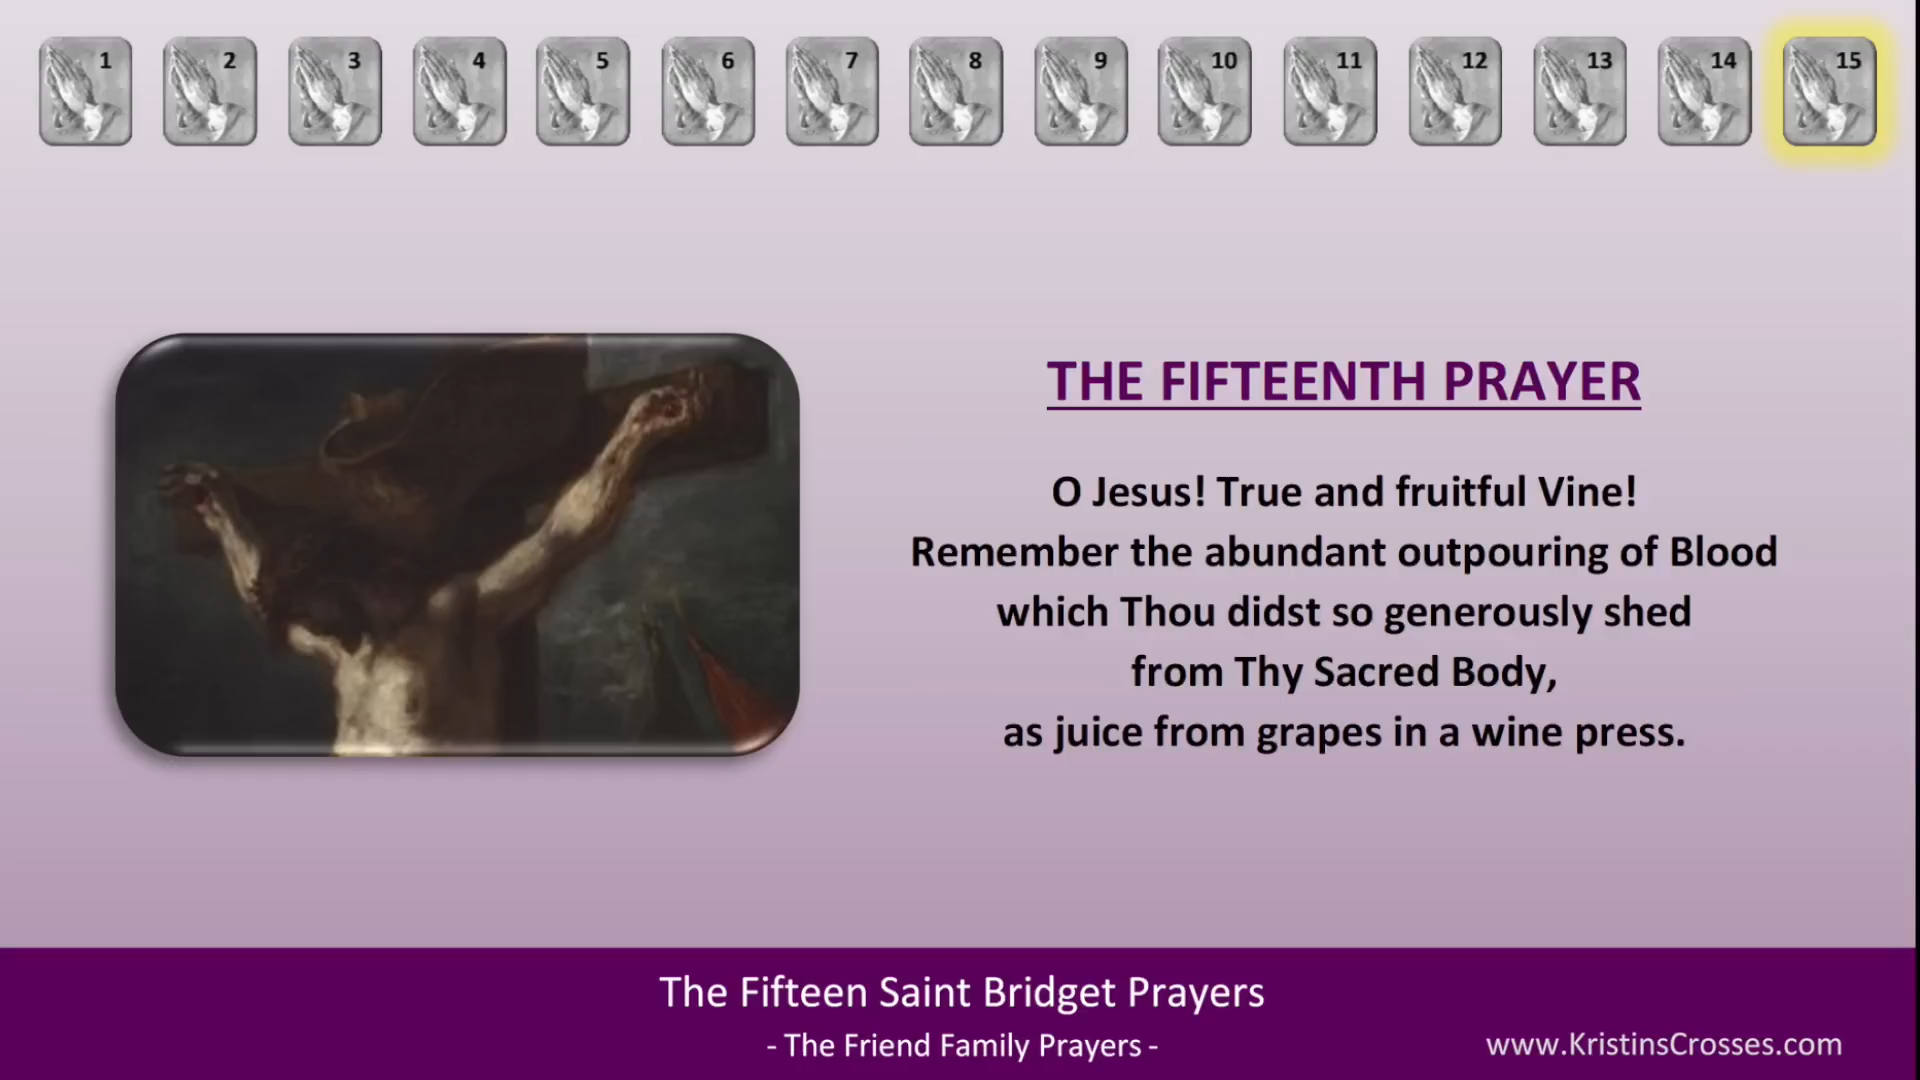 1 2 3 4 5 6 7 8 9 10 11 12 13 14 15
THE FIFTEENTH PRAYER
O Jesus! True and fruitful Vine!
Remember the abundant outpouring of Blood
which Thou didst so generously shed
from Thy Sacred Body,
as juice from grapes in a wine press.
The Fifteen Saint Bridget Prayers
- The Friend Family Prayers -
www.KristinsCrosses.com